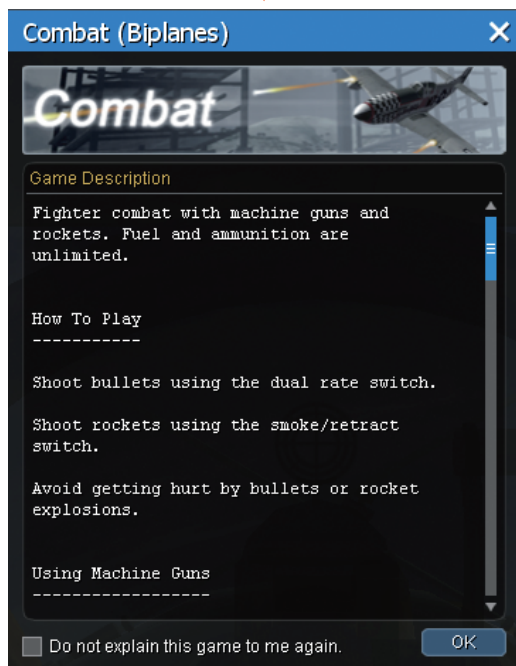 Combat (Biplanes)
Combat
Game Description
Fighter combat with machine guns and
rockets. Fuel and ammunition are
unlimited.
How To Play
-----------
Shoot bullets using the dual rate switch.
Shoot rockets using the smoke/retract
switch.
Avoid getting hurt by bullets or rocket
explosions.
Using Machine Guns
------------------
Do not explain this game to me again.
OK